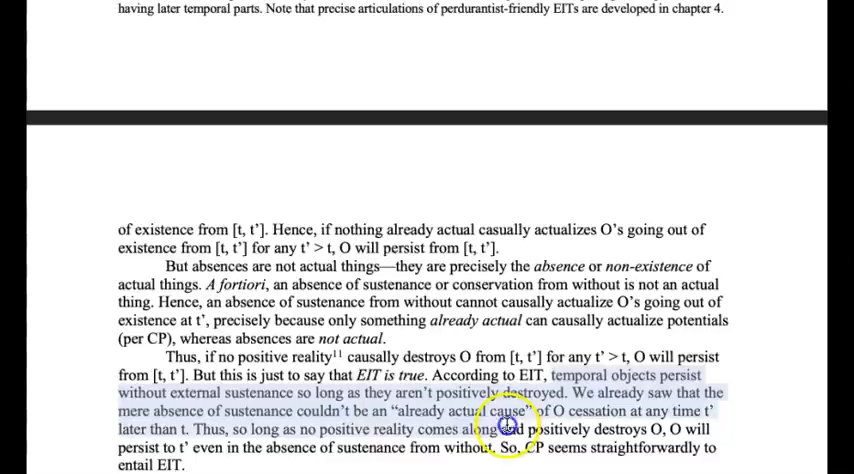 having later temporal parts. Note that precise articulations of perdurantist-friendly EITs are developed in chapter 4.
of existence from [t, t’]. Hence, if nothing already actual casually actualizes O’s going out of
existence from [t, t’] for any t’ > t, O will persist from [t, t’].
But absences are not actual things—they are precisely the absence or non-existence of
actual things. A fortiori, an absence of sustenance or conservation from without is not an actual
thing. Hence, an absence of sustenance from without cannot causally actualize O’s going out of
existence at t’, precisely because only something already actual can causally actualize potentials
(per CP), whereas absences are not actual.
Thus, if no positive reality¹¹ causally destroys O from [t, t’] for any t’ > t, O will persist
from [t, t’]. But this is just to say that EIT is true. According to EIT, temporal objects persist
without external sustenance so long as they aren’t positively destroyed. We already saw that the
mere absence of sustenance couldn’t be an “already actual cause” of O cessation at any time t’
later than t. Thus, so long as no positive reality comes along and positively destroys O, O will
persist to t’ even in the absence of sustenance from without. So, CP seems straightforwardly to
entail EIT.